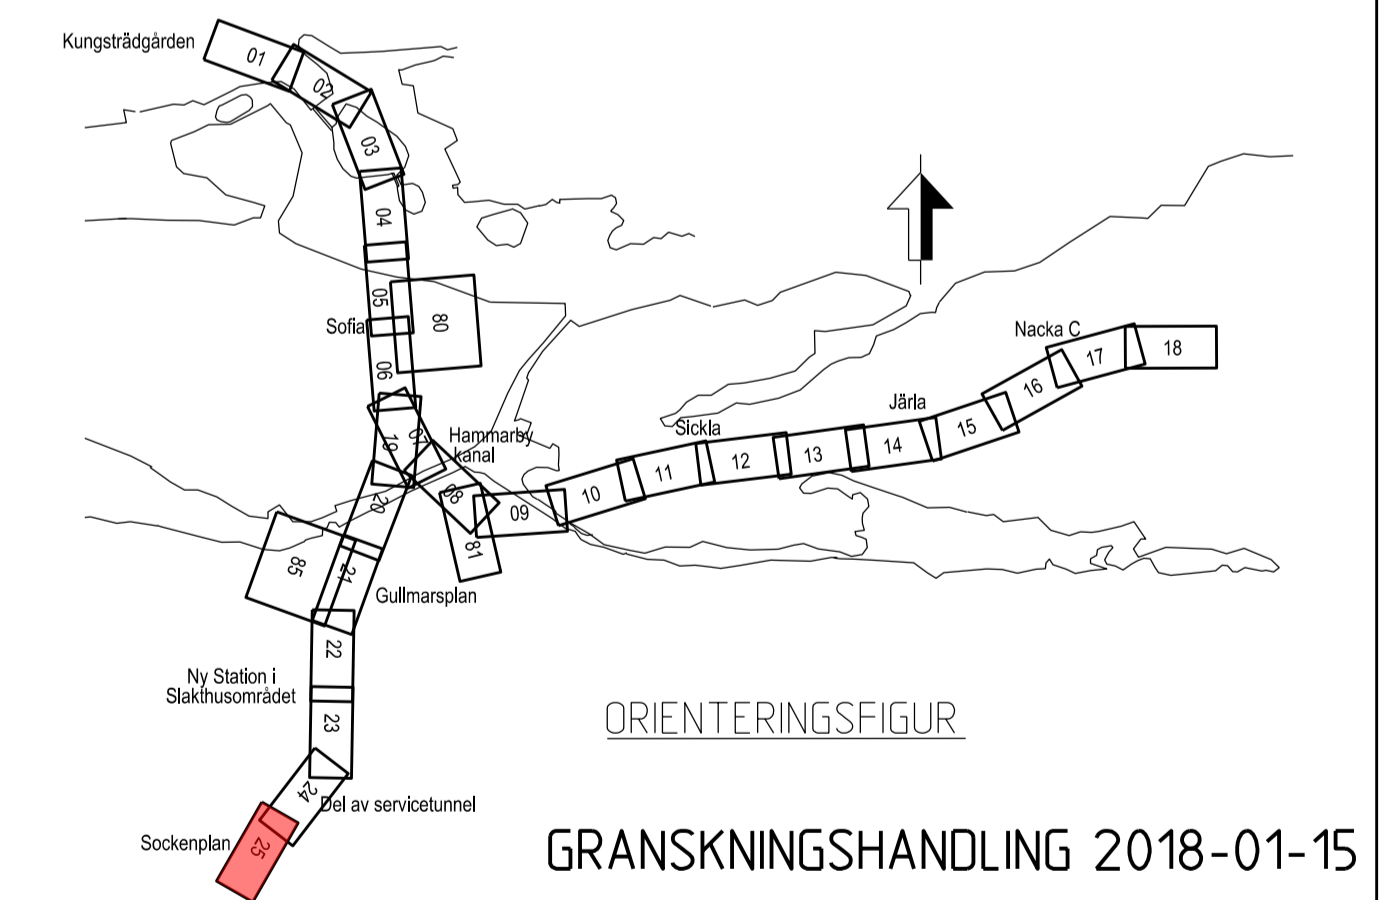 Kungsträdgården
01
02
03
04
05
80
Sofia
06
07
19
Hammarby
kanal
08
20
81
09
10
11
Sickla
12
13
Järla
14
15
16
Nacka C
17
18
85
21
Gullmarsplan
22
Ny Station i
Slakthusområdet
23
24
Del av servicetunnel
Sockenplan
25
ORIENTERINGSFIGUR
GRANSKNINGSHANDLING 2018-01-15